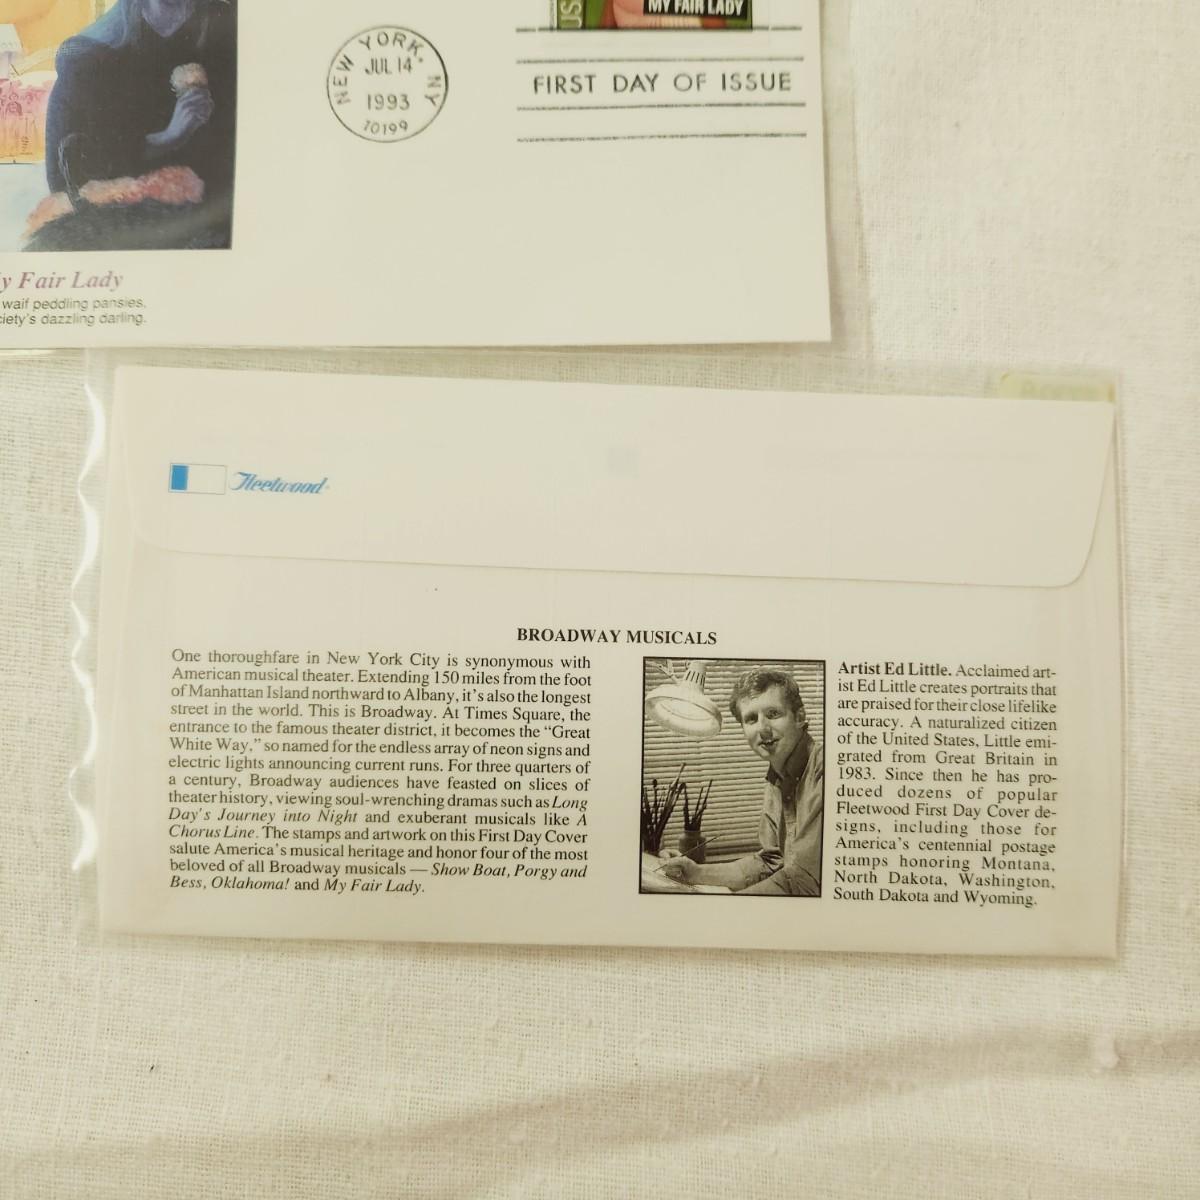 MY FAIR LADY
US
NEW YORK, NY
JUL 14
1993
10199
FIRST DAY OF ISSUE
y Fair Lady
waif peddling pansies.
ciety's dazzling darling.
Fleetwood
BROADWAY MUSICALS
One thoroughfare in New York City is synonymous with
American musical theater. Extending 150 miles from the foot
of Manhattan Island northward to Albany, it's also the longest
street in the world. This is Broadway. At Times Square, the
entrance to the famous theater district, it becomes the “Great
White Way,” so named for the endless array of neon signs and
electric lights announcing current runs. For three quarters of
a century, Broadway audiences have feasted on slices of
theater history, viewing soul-wrenching dramas such as Long
Day's Journey into Night and exuberant musicals like A
Chorus Line. The stamps and artwork on this First Day Cover
salute America's musical heritage and honor four of the most
beloved of all Broadway musicals — Show Boat, Porgy and
Bess, Oklahoma! and My Fair Lady.
Artist Ed Little. Acclaimed art-
ist Ed Little creates portraits that
are praised for their close lifelike
accuracy. A naturalized citizen
of the United States, Little emi-
grated from Great Britain in
1983. Since then he has pro-
duced dozens of popular
Fleetwood First Day Cover de-
signs, including those for
America's centennial postage
stamps honoring Montana,
North Dakota, Washington,
South Dakota and Wyoming.